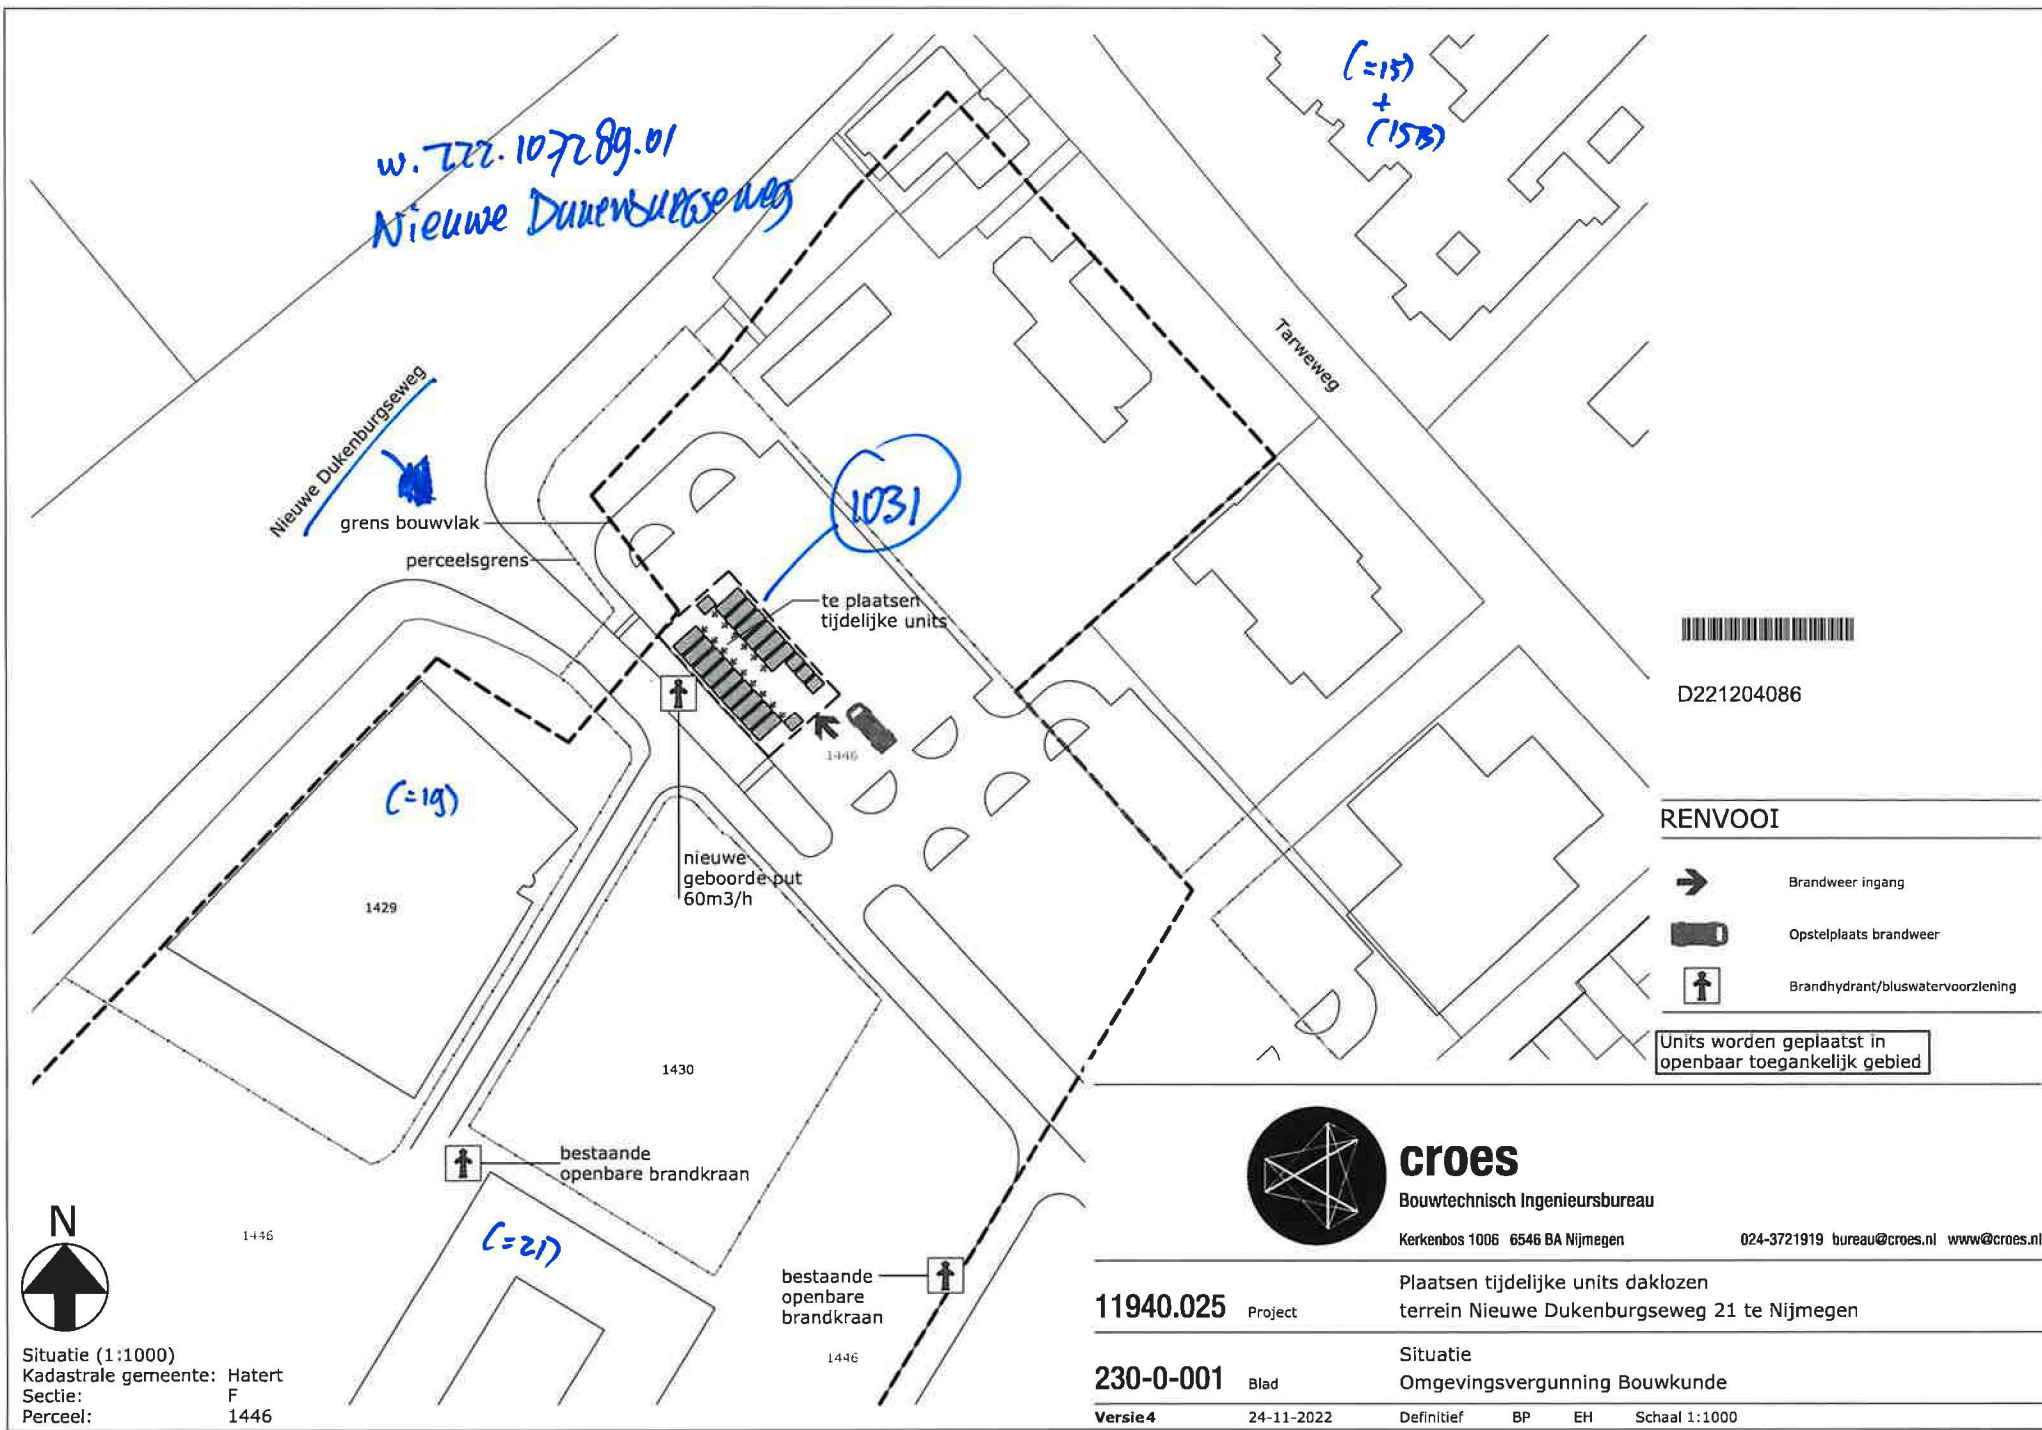 (=15)
+
(15B)
w.Z22.107289.01
Nieuwe Dukenburgseweg
Tarweweg
Nieuwe Dukenburgseweg
grens bouwvlak
perceelsgrens
1031
te plaatsen
tijdelijke units
1446
D221204086
(=19)
1429
nieuwe
geboorde put
60m3/h
RENVOOI
Brandweer ingang
Opstelplaats brandweer
Brandhydrant/bluswatervoorziening
Units worden geplaatst in
openbaar toegankelijk gebied
1430
bestaande
openbare brandkraan
1446
(=21)
bestaande
openbare
brandkraan
1446
N
Situatie (1:1000)
Kadastrale gemeente: Hatert
Sectie: F
Perceel: 1446
croes
Bouwtechnisch Ingenieursbureau
Kerkenbos 1006 6546 BA Nijmegen 024-3721919 bureau@croes.nl www@croes.nl
11940.025 Project Plaatsen tijdelijke units daklozen
terrein Nieuwe Dukenburgseweg 21 te Nijmegen
230-0-001 Blad Situatie
Omgevingsvergunning Bouwkunde
Versie4 24-11-2022 Definitief BP EH Schaal 1:1000